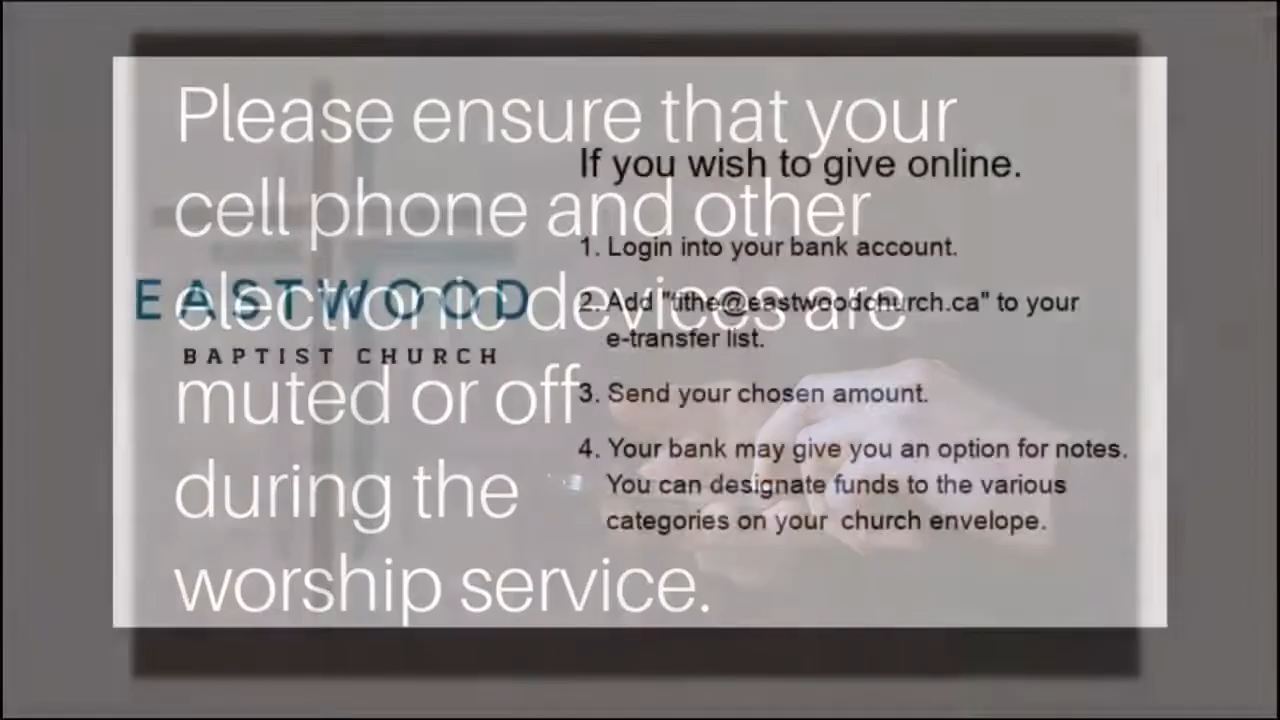 Please ensure that your
cell phone and other
electronic devices are
muted or off
during the
worship service.
EASTWOOD
BAPTIST CHURCH
If you wish to give online.
1. Login into your bank account.
2. Add "tithe@eastwoodchurch.ca" to your
e-transfer list.
3. Send your chosen amount.
4. Your bank may give you an option for notes.
You can designate funds to the various
categories on your church envelope.